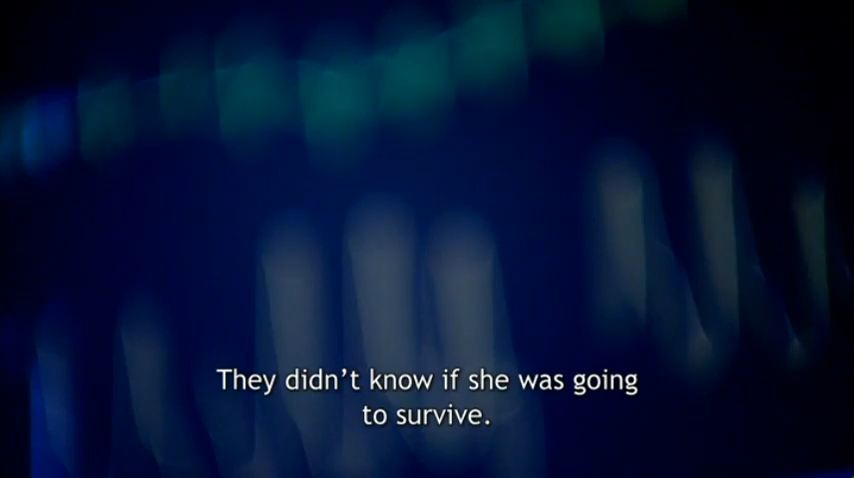 They didn’t know if she was going
to survive.